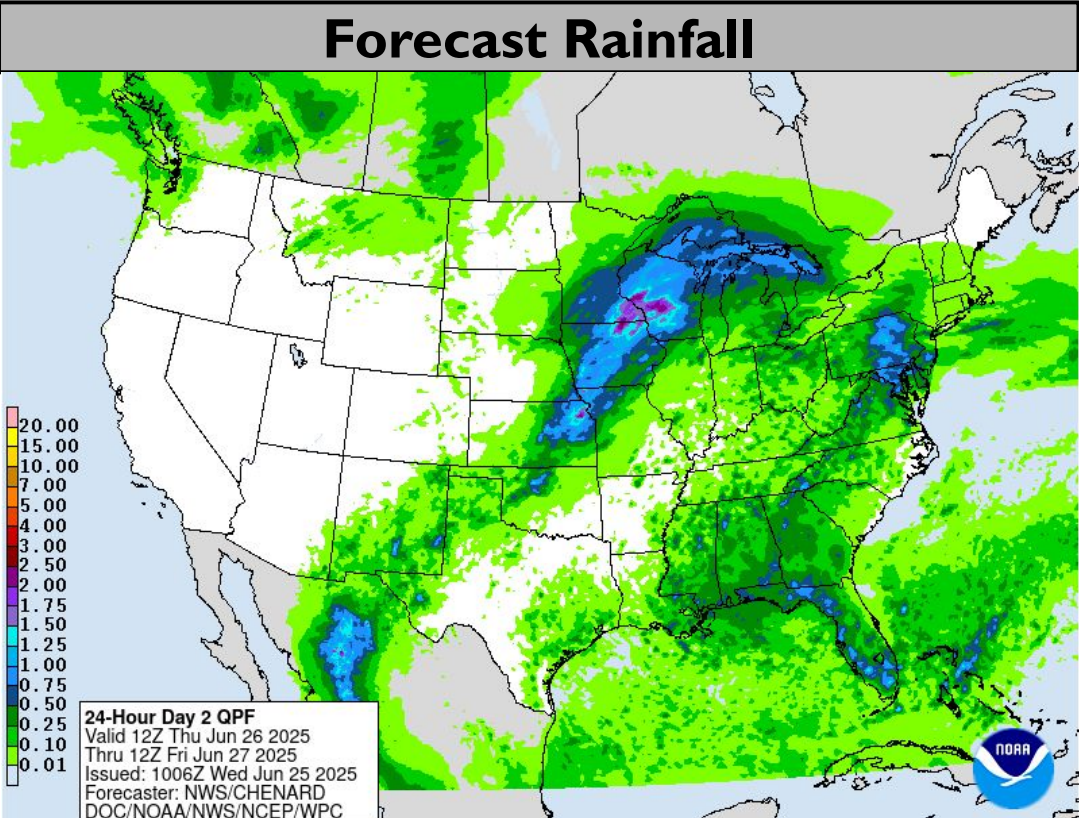 Forecast Rainfall
20.00
15.00
10.00
7.00
5.00
4.00
3.00
2.50
2.00
1.75
1.50
1.25
1.00
0.75
0.50
0.25
0.10
0.01
24-Hour Day 2 QPF
Valid 12Z Thu Jun 26 2025
Thru 12Z Fri Jun 27 2025
Issued: 1006Z Wed Jun 25 2025
Forecaster: NWS/CHENARD
DOC/NOAA/NWS/NCEP/WPC
NOAA